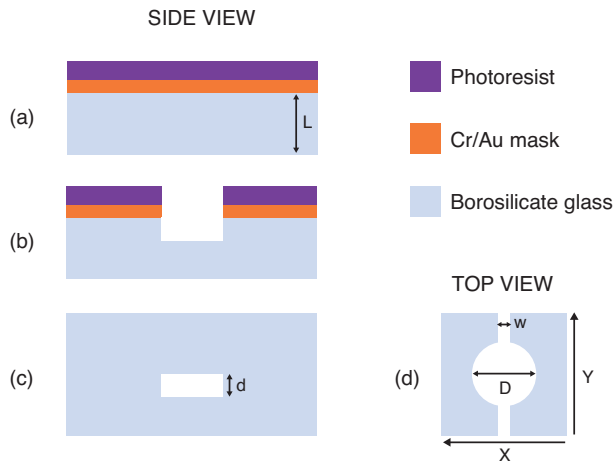 SIDE VIEW
(a)
L
Photoresist
Cr/Au mask
Borosilicate glass
(b)
(c)
d
TOP VIEW
(d)
w
D
Y
X